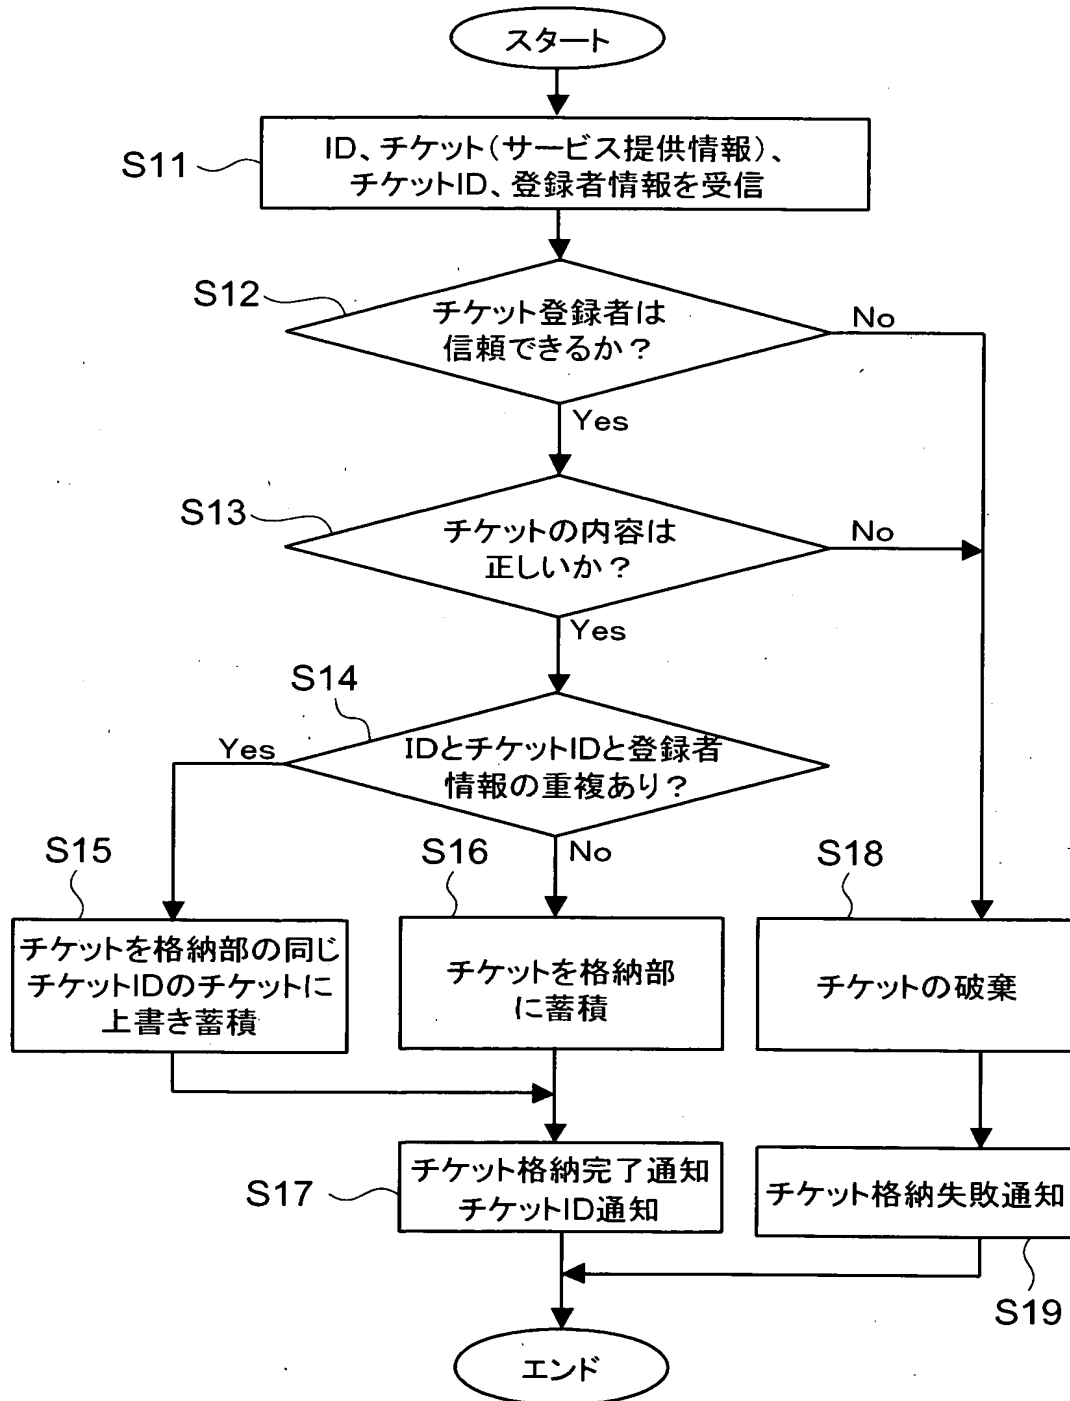 スタート
S11
ID、チケット(サービス提供情報)、
チケットID、登録者情報を受信
S12
チケット登録者は
信頼できるか?
No
Yes
S13
チケットの内容は
正しいか?
No
Yes
S14
IDとチケットIDと登録者
情報の重複あり?
Yes
No
S15
チケットを格納部の同じ
チケットIDのチケットに
上書き蓄積
S16
チケットを格納部
に蓄積
S18
チケットの破棄
S17
チケット格納完了通知
チケットID通知
チケット格納失敗通知
S19
エンド